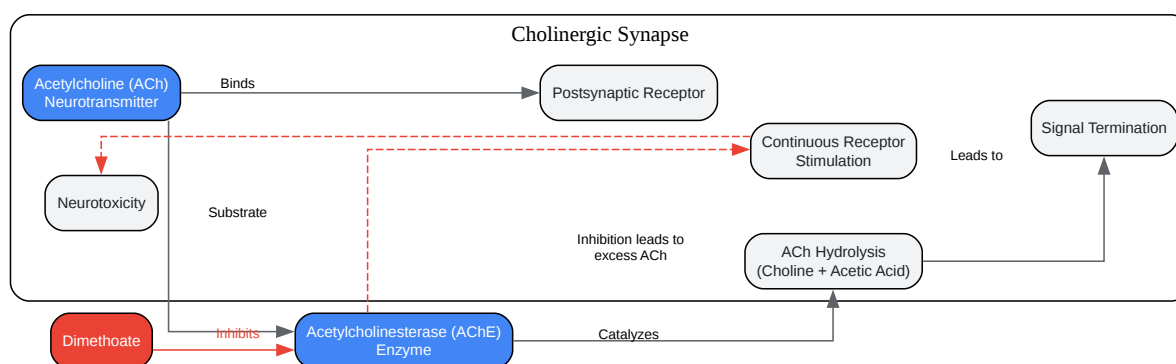 Cholinergic Synapse
Acetylcholine (ACh)
Neurotransmitter
Binds
Postsynaptic Receptor
Signal Termination
Continuous Receptor
Stimulation
Leads to
Neurotoxicity
Substrate
Inhibition leads to
excess ACh
ACh Hydrolysis
(Choline + Acetic Acid)
Dimethoate
Inhibits
Acetylcholinesterase (AChE)
Enzyme
Catalyzes